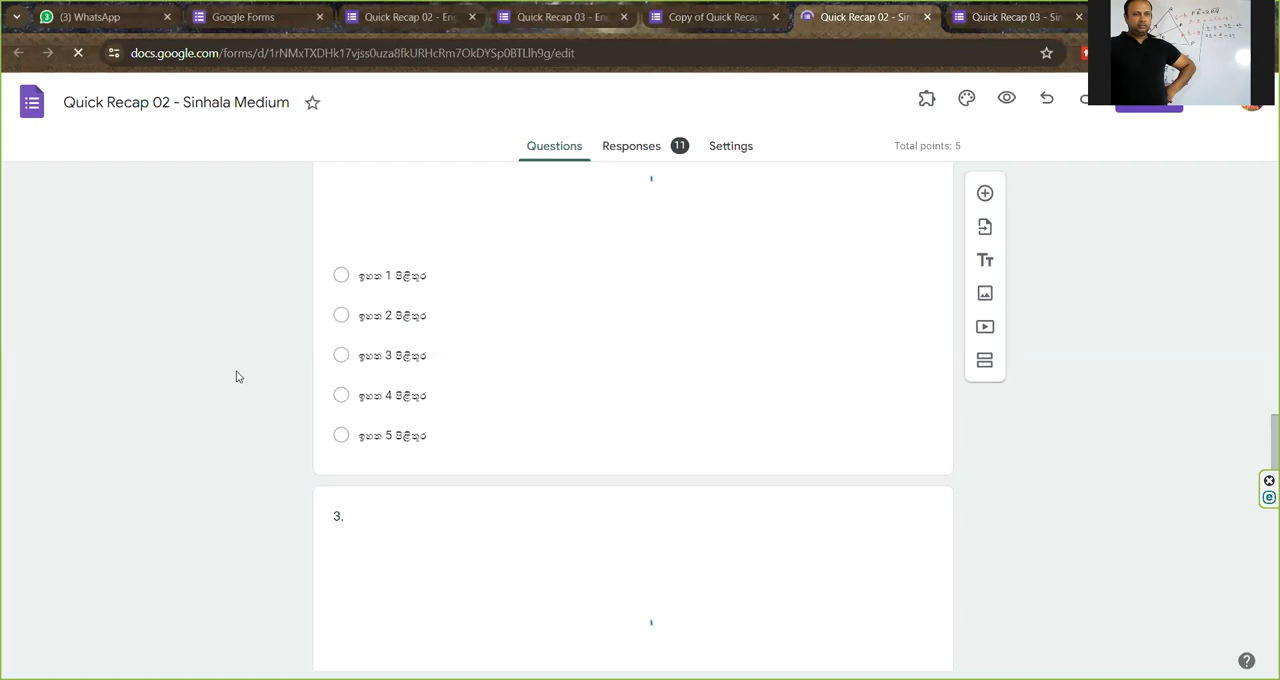 (3) WhatsApp
Google Forms
Quick Recap 02 - En
Quick Recap 03 - En
Copy of Quick Reca
Quick Recap 02 - Sin
Quick Recap 03 - Sin
docs.google.com/forms/d/1rNMxTXDHk17vjss0uza8fkURHcRm7OkDYSp0BTLlh9g/edit
Quick Recap 02 - Sinhala Medium
Questions
Responses 11
Settings
Total points: 5
ඉහත 1 පිළිතුර
ඉහත 2 පිළිතුර
ඉහත 3 පිළිතුර
ඉහත 4 පිළිතුර
ඉහත 5 පිළිතුර
3.